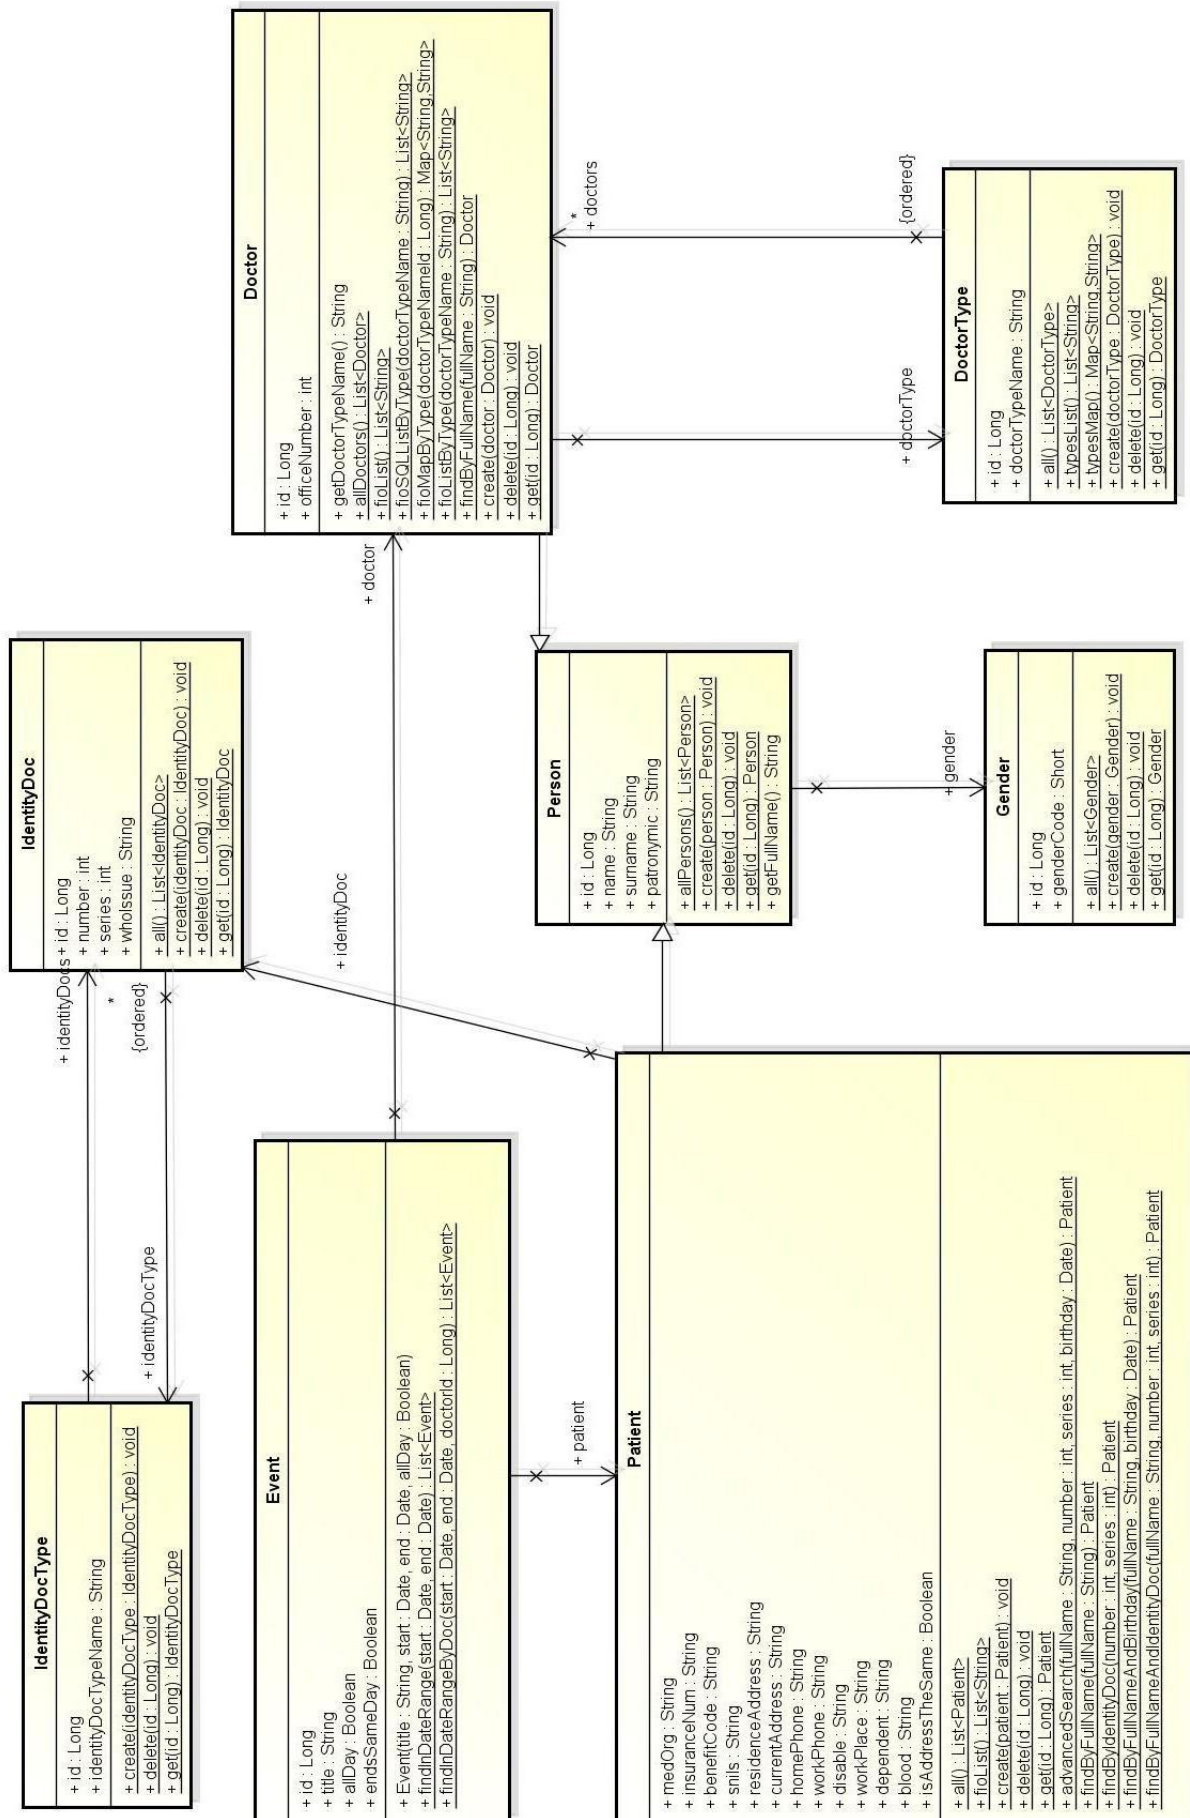 IdentityDocType
+ id : Long
+ identityDocTypeName : String
+ create(identityDocType : IdentityDocType) : void
+ delete(id : Long) : void
+ get(id : Long) : IdentityDocType
+ identityDocs
*
{ordered}
+ identityDocType
IdentityDoc
+ id : Long
+ number : int
+ series : int
+ whoIssue : String
+ all() : List<IdentityDoc>
+ create(identityDoc : IdentityDoc) : void
+ delete(id : Long) : void
+ get(id : Long) : IdentityDoc
+ identityDoc
Event
+ id : Long
+ title : String
+ allDay : Boolean
+ endsSameDay : Boolean
+ Event(title : String, start : Date, end : Date, allDay : Boolean)
+ findInDateRange(start : Date, end : Date) : List<Event>
+ findInDateRangeByDoc(start : Date, end : Date, doctorId : Long) : List<Event>
+ doctor
+ patient
Doctor
+ id : Long
+ officeNumber : int
+ getDoctorTypeName() : String
+ allDoctors() : List<Doctor>
+ fioList() : List<String>
+ fioSQLListByType(doctorTypeName : String) : List<String>
+ fioMapByType(doctorTypeNameId : Long) : Map<String,String>
+ fioListByType(doctorTypeName : String) : List<String>
+ findByFullName(fullName : String) : Doctor
+ create(doctor : Doctor) : void
+ delete(id : Long) : void
+ get(id : Long) : Doctor
*
+ doctors
{ordered}
+ doctorType
Person
+ id : Long
+ name : String
+ surname : String
+ patronymic : String
+ allPersons() : List<Person>
+ create(person : Person) : void
+ delete(id : Long) : void
+ get(id : Long) : Person
+ getFullName() : String
+ gender
Patient
+ medOrg : String
+ insuranceNum : String
+ benefitCode : String
+ snils : String
+ residenceAddress : String
+ currentAddress : String
+ homePhone : String
+ workPhone : String
+ disable : String
+ workPlace : String
+ dependent : String
+ blood : String
+ isAddressTheSame : Boolean
+ all() : List<Patient>
+ fioList() : List<String>
+ create(patient : Patient) : void
+ delete(id : Long) : void
+ get(id : Long) : Patient
+ advancedSearch(fullName : String, number : int, series : int, birthday : Date) : Patient
+ findByFullName(fullName : String) : Patient
+ findByIdentityDoc(number : int, series : int) : Patient
+ findByFullNameAndBirthday(fullName : String, birthday : Date) : Patient
+ findByFullNameAndIdentityDoc(fullName : String, number : int, series : int) : Patient
Gender
+ id : Long
+ genderCode : Short
+ all() : List<Gender>
+ create(gender : Gender) : void
+ delete(id : Long) : void
+ get(id : Long) : Gender
DoctorType
+ id : Long
+ doctorTypeName : String
+ all() : List<DoctorType>
+ typesList() : List<String>
+ typesMap() : Map<String,String>
+ create(doctorType : DoctorType) : void
+ delete(id : Long) : void
+ get(id : Long) : DoctorType